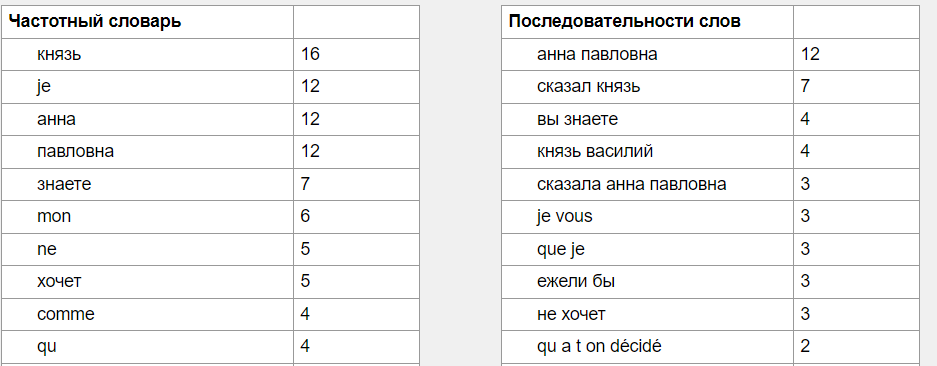 Частотный словарь
князь 16
je 12
анна 12
павловна 12
знаете 7
mon 6
ne 5
хочет 5
comme 4
qu 4
Последовательности слов
анна павловна 12
сказал князь 7
вы знаете 4
князь василий 4
сказала анна павловна 3
je vous 3
que je 3
ежели бы 3
не хочет 3
qu a t on décidé 2